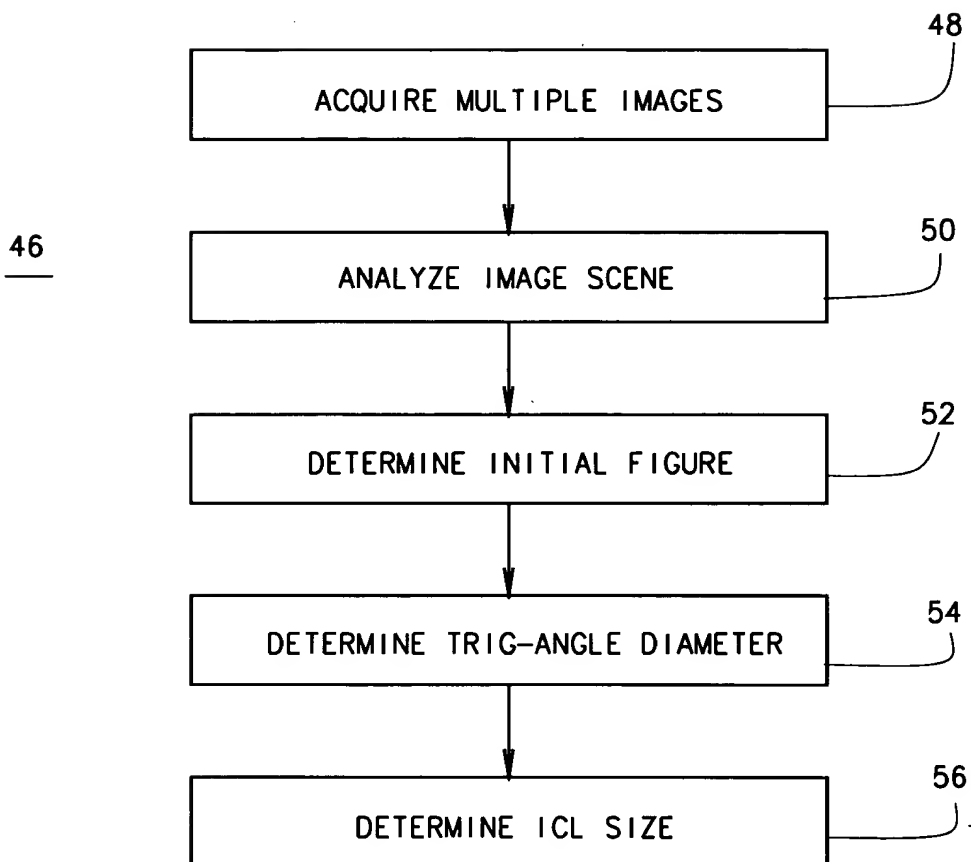 48
ACQUIRE MULTIPLE IMAGES
50
46
ANALYZE IMAGE SCENE
52
DETERMINE INITIAL FIGURE
54
DETERMINE TRIG-ANGLE DIAMETER
56
DETERMINE ICL SIZE